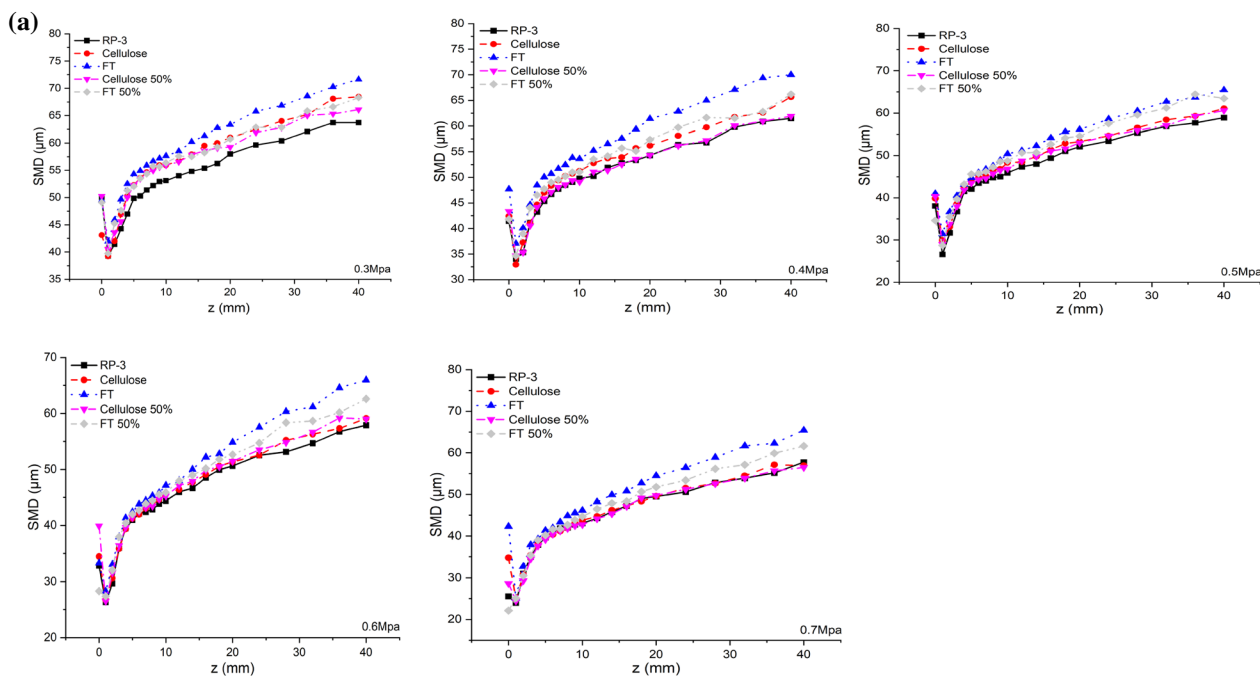 (a)
RP-3
Cellulose
FT
Cellulose 50%
FT 50%
80
75
70
65
60
55
50
45
40
35
SMD (μm)
0
10
20
30
40
z (mm)
0.3Mpa
RP-3
Cellulose
FT
Cellulose 50%
FT 50%
80
75
70
65
60
55
50
45
40
35
30
SMD (μm)
0
10
20
30
40
z (mm)
0.4Mpa
RP-3
Cellulose
FT
Cellulose 50%
FT 50%
80
70
60
50
40
30
20
SMD (μm)
0
10
20
30
40
z (mm)
0.5Mpa
RP-3
Cellulose
FT
Cellulose 50%
FT 50%
70
60
50
40
30
20
SMD (μm)
0
10
20
30
40
z (mm)
0.6Mpa
RP-3
Cellulose
FT
Cellulose 50%
FT 50%
80
70
60
50
40
30
20
SMD (μm)
0
10
20
30
40
z (mm)
0.7Mpa